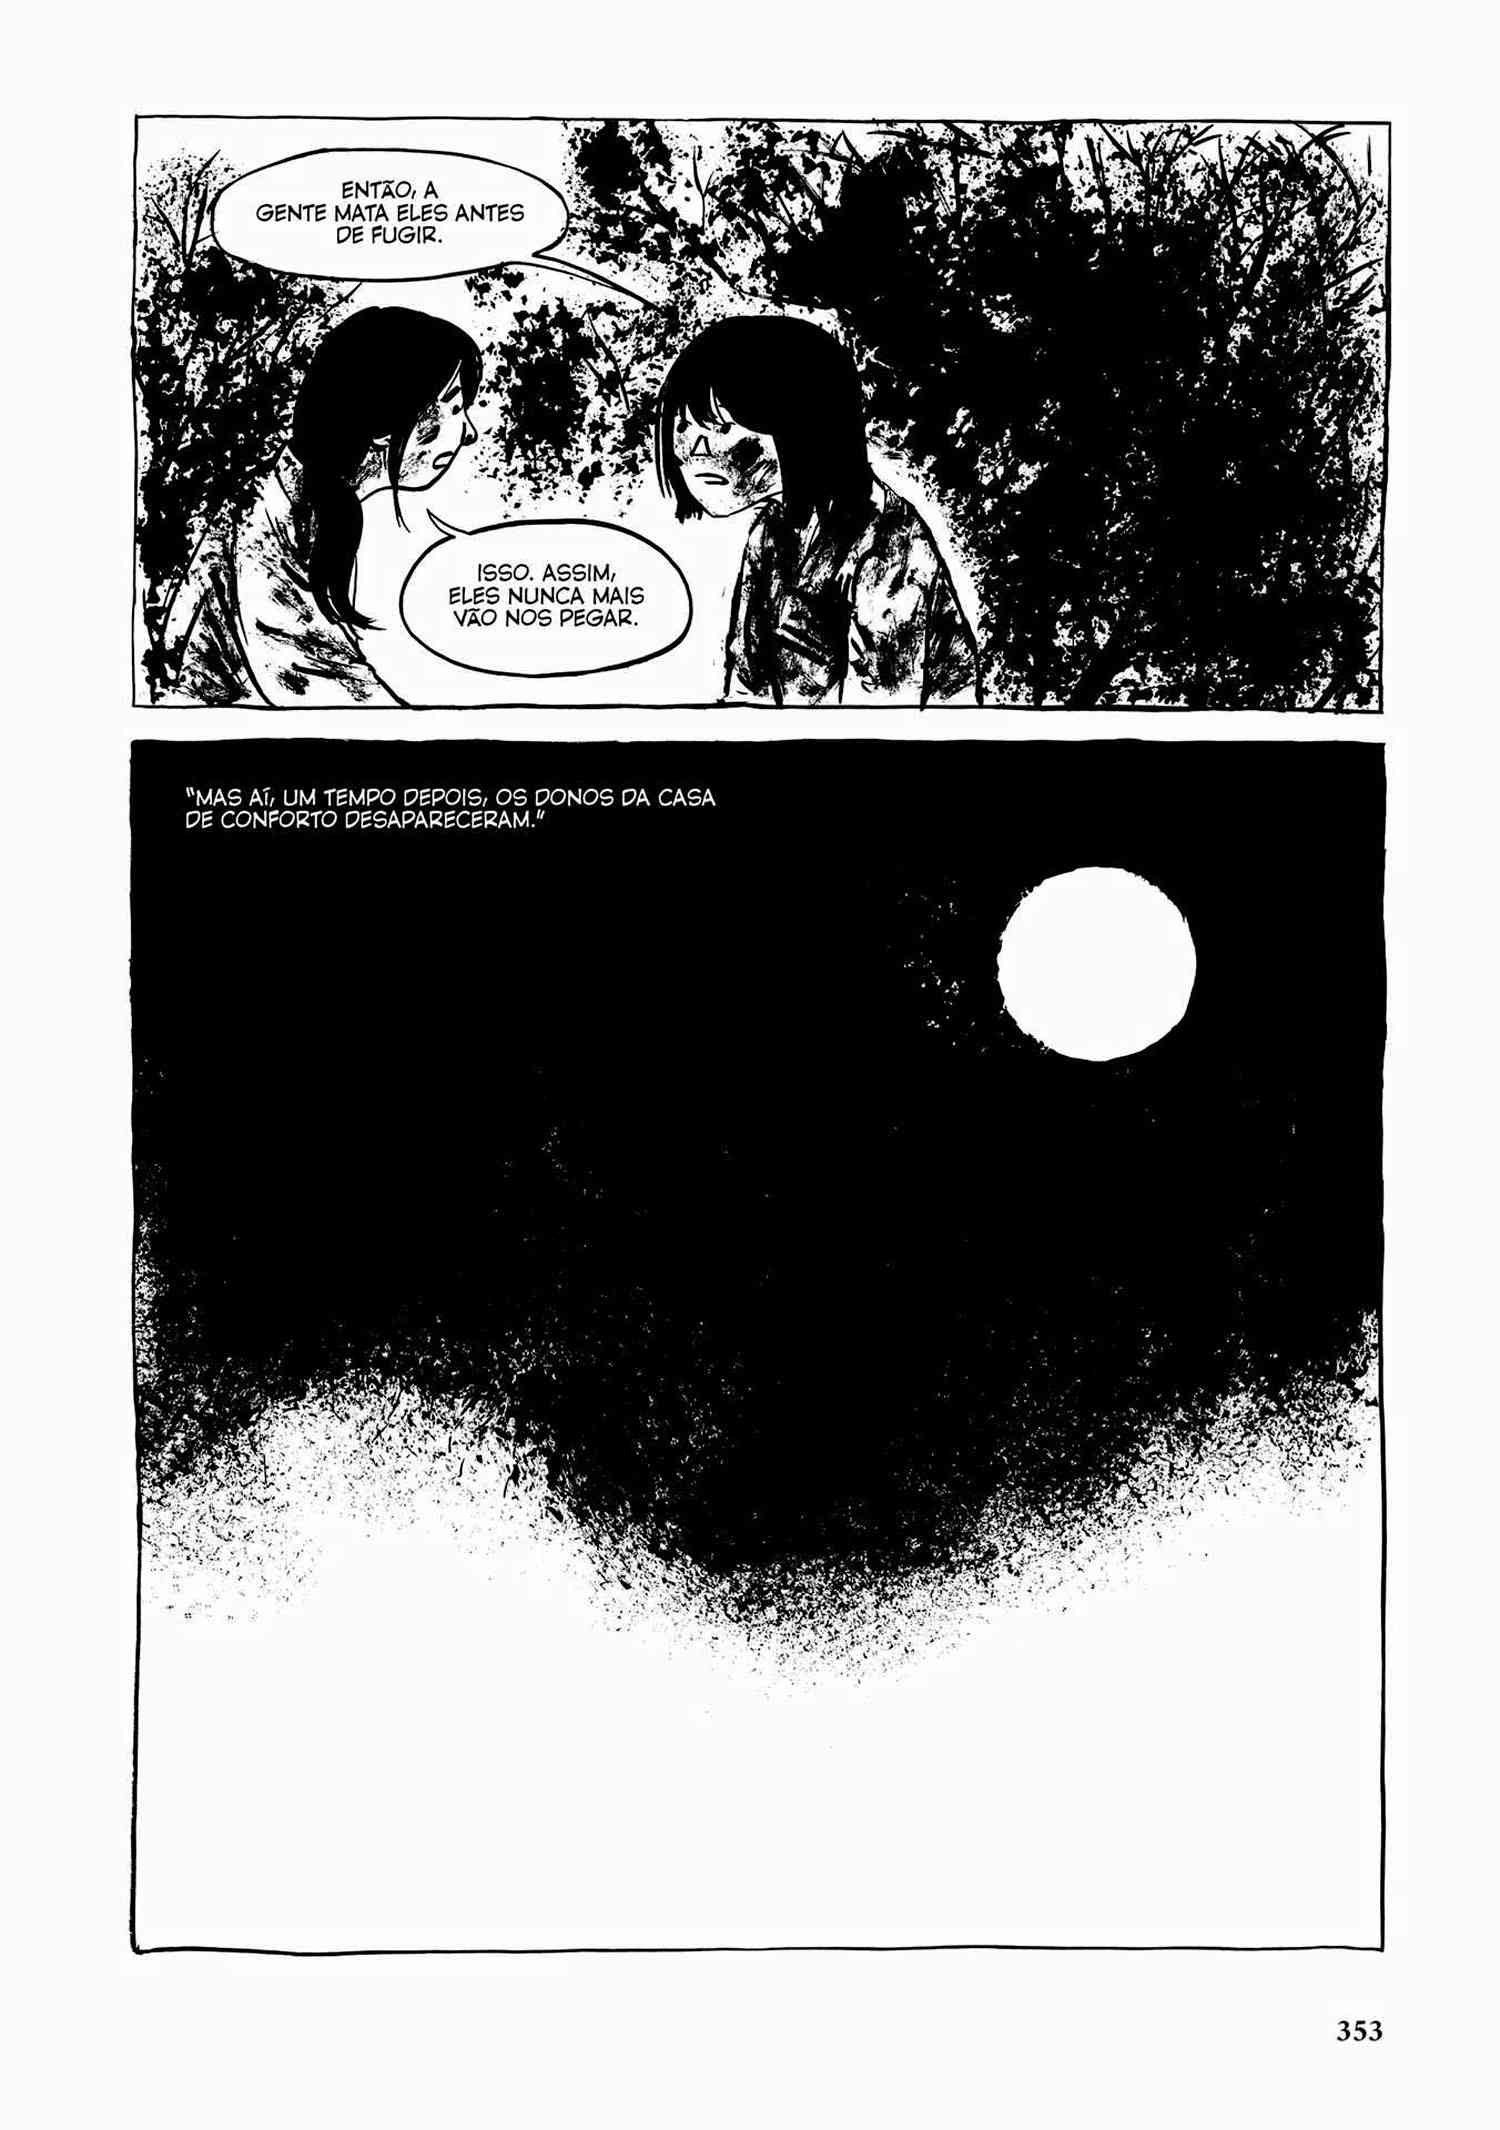 ENTÃO, A
GENTE MATA ELES ANTES
DE FUGIR.
ISSO. ASSIM,
ELES NUNCA MAIS
VÃO NOS PEGAR.
"MAS AÍ, UM TEMPO DEPOIS, OS DONOS DA CASA
DE CONFORTO DESAPARECERAM."
353